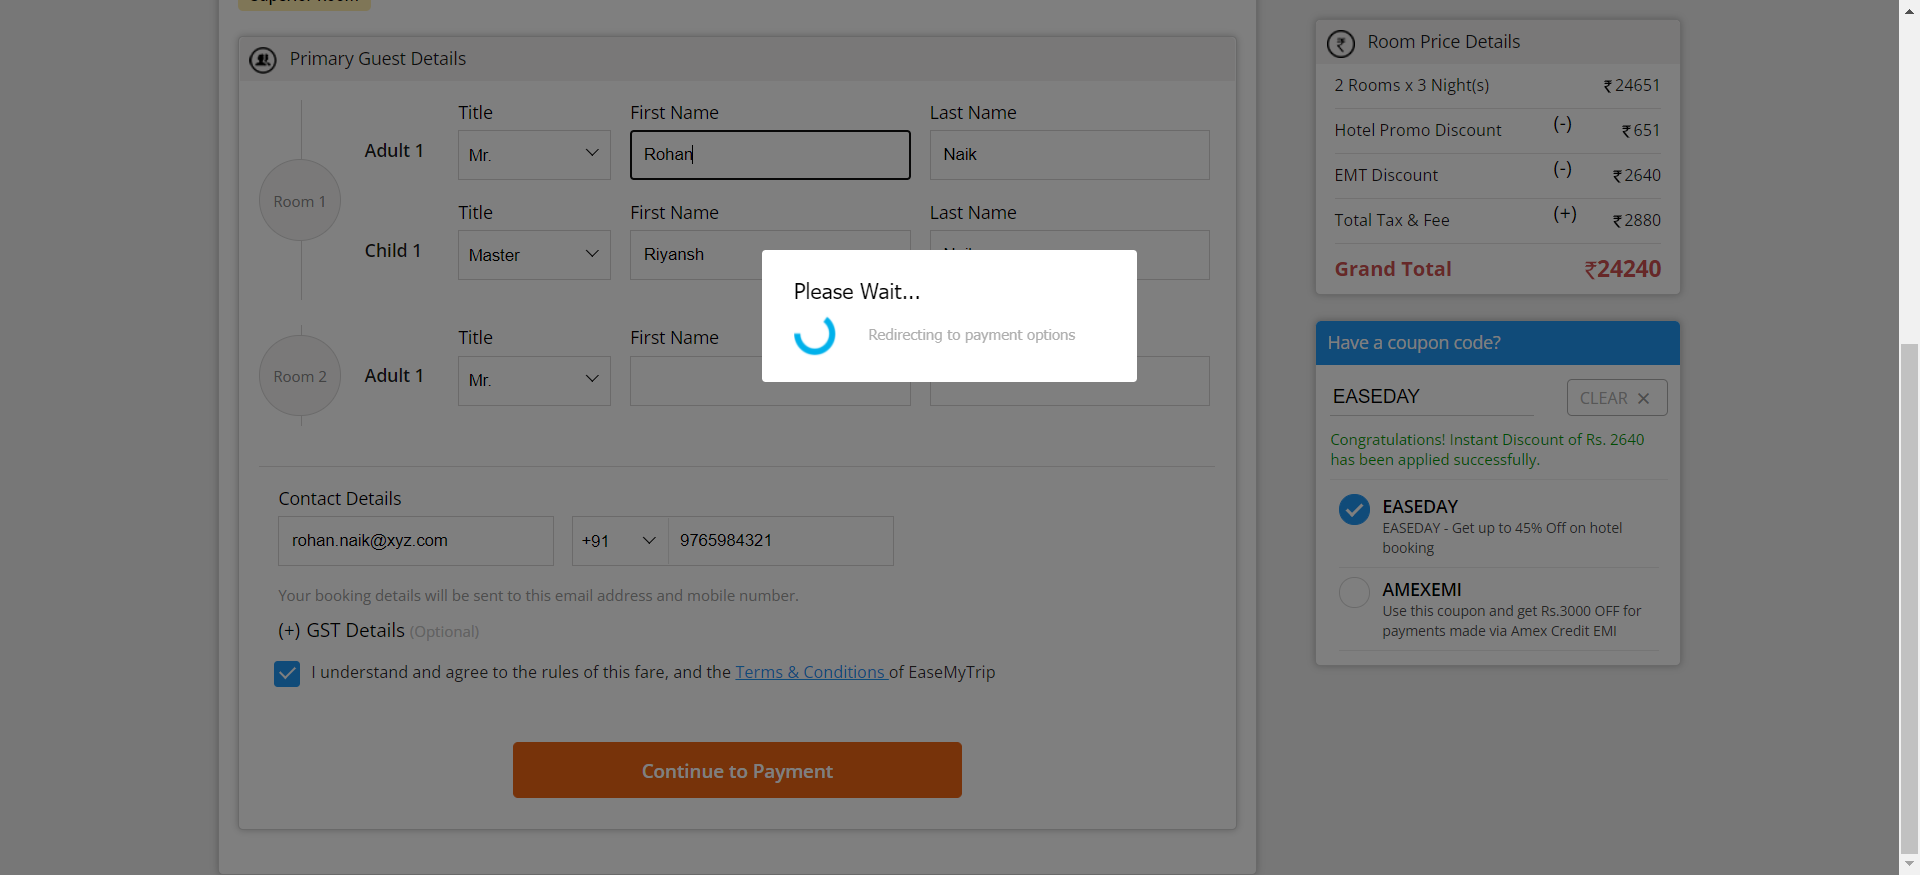 Primary Guest Details
Title
First Name
Last Name
Adult 1
Mr.
Rohan
Naik
Room 1
Title
First Name
Last Name
Child 1
Master
Riyansh
Title
First Name
Room 2
Adult 1
Mr.
Please Wait...
Redirecting to payment options
Contact Details
rohan.naik@xyz.com
+91
9765984321
Your booking details will be sent to this email address and mobile number.
(+) GST Details (Optional)
I understand and agree to the rules of this fare, and the Terms & Conditions of EaseMyTrip
Continue to Payment
Room Price Details
2 Rooms x 3 Night(s) ₹24651
Hotel Promo Discount (-) ₹651
EMT Discount (-) ₹2640
Total Tax & Fee (+) ₹2880
Grand Total ₹24240
Have a coupon code?
EASEDAY
CLEAR ✕
Congratulations! Instant Discount of Rs. 2640
has been applied successfully.
EASEDAY
EASEDAY - Get up to 45% Off on hotel
booking
AMEXEMI
Use this coupon and get Rs.3000 OFF for
payments made via Amex Credit EMI